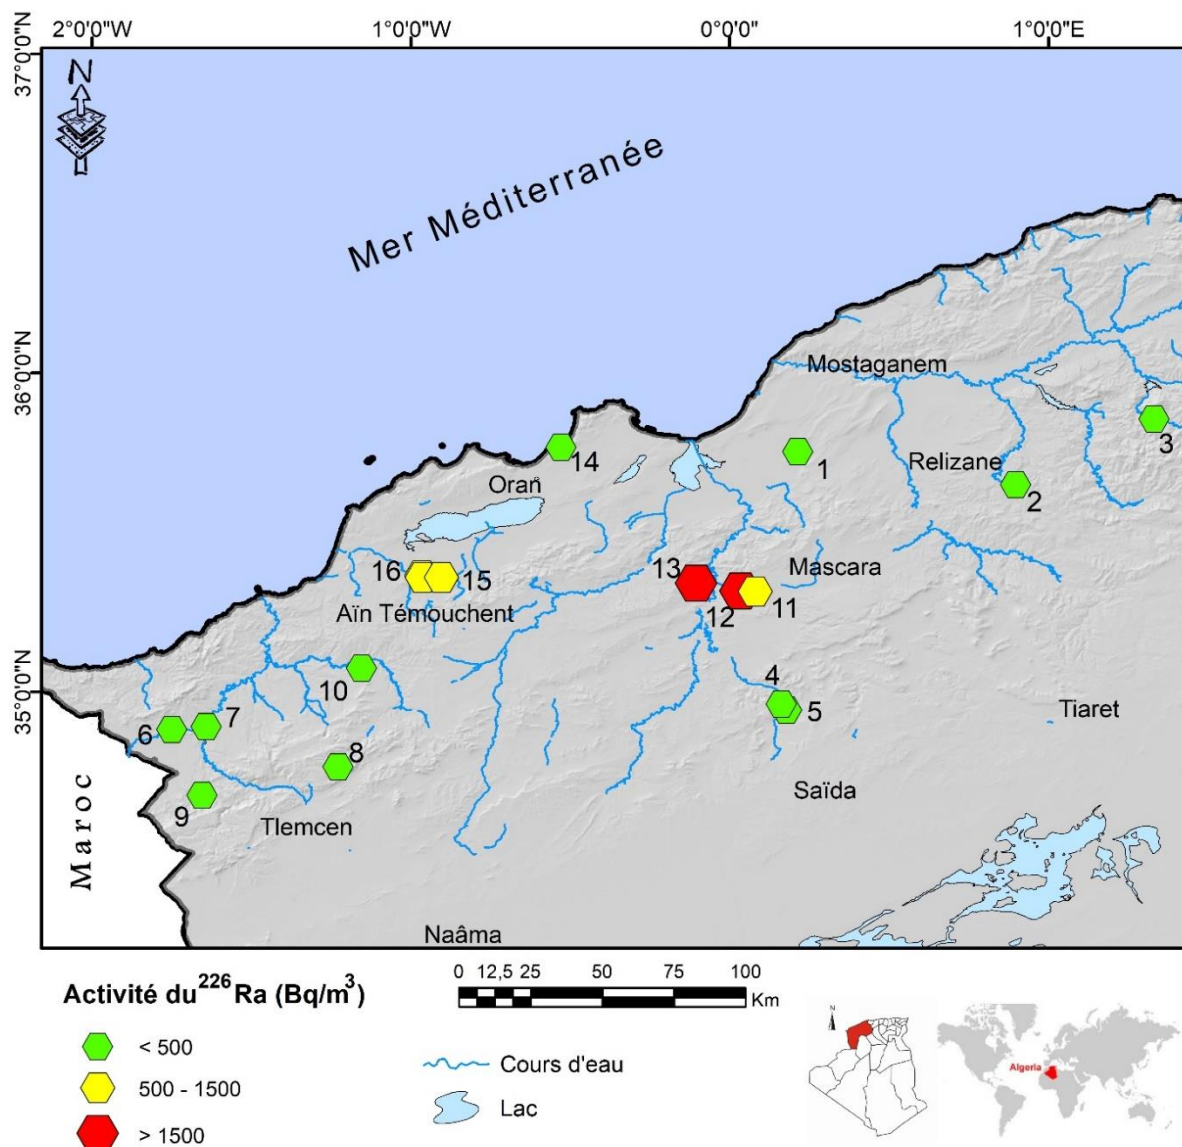 2°0'0"W 1°0'0"W 0°0'0" 1°0'0"E
37°0'0"N
N
Mer Méditerranée
36°0'0"N
Mostaganem
3
14
1
Relizane
Oran
2
13
Mascara
16 15
12 11
Aïn Témouchent
10
4
35°0'0"N
5
Tiaret
6 7
8
9
Saïda
Tlemcen
Maroc
Naâma
Activité du 226Ra (Bq/m3)
< 500
500 - 1500
> 1500
0 12,5 25 50 75 100
Km
Cours d'eau
Lac
N
Algeria